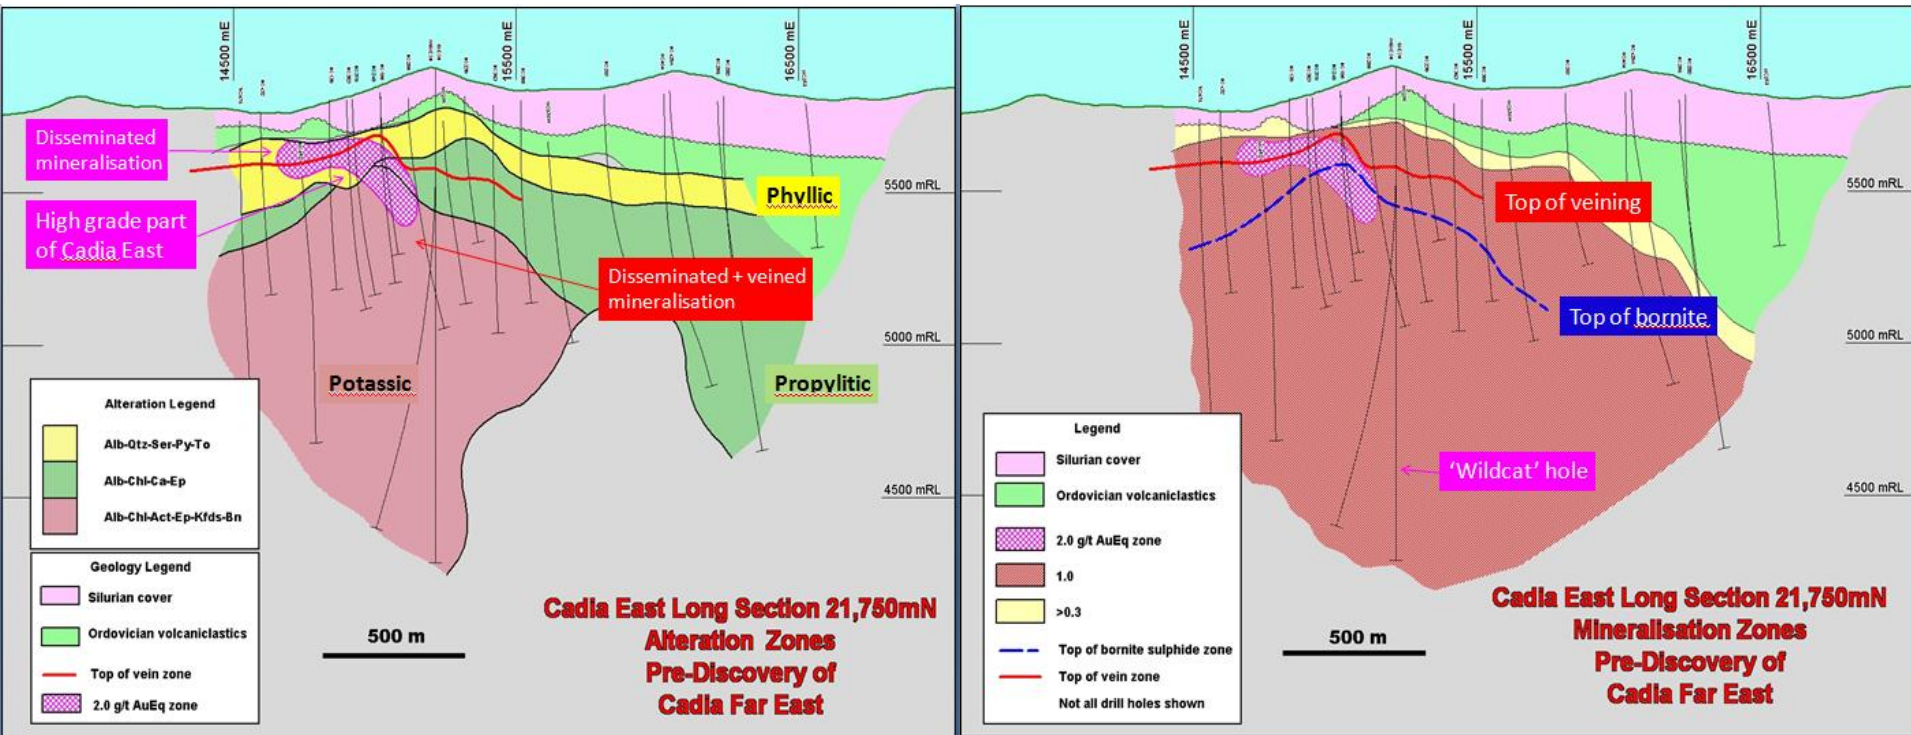 14500 mE
15500 mE
16500 mE
Disseminated
mineralisation
High grade part
of Cadia East
5500 mRL
Phyllic
Disseminated + veined
mineralisation
5000 mRL
Potassic
Propylitic
4500 mRL
Alteration Legend
Alb-Qtz-Ser-Py-To
Alb-Chl-Ca-Ep
Alb-Chl-Act-Ep-Kfds-Bn
Geology Legend
Silurian cover
Ordovician volcaniclastics
Top of vein zone
2.0 g/t AuEq zone
500 m
Cadia East Long Section 21,750mN
Alteration Zones
Pre-Discovery of
Cadia Far East
14500 mE
15500 mE
16500 mE
5500 mRL
Top of veining
Top of bornite
5000 mRL
'Wildcat' hole
4500 mRL
Legend
Silurian cover
Ordovician volcaniclastics
2.0 g/t AuEq zone
1.0
>0.3
Top of bornite sulphide zone
Top of vein zone
Not all drill holes shown
500 m
Cadia East Long Section 21,750mN
Mineralisation Zones
Pre-Discovery of
Cadia Far East